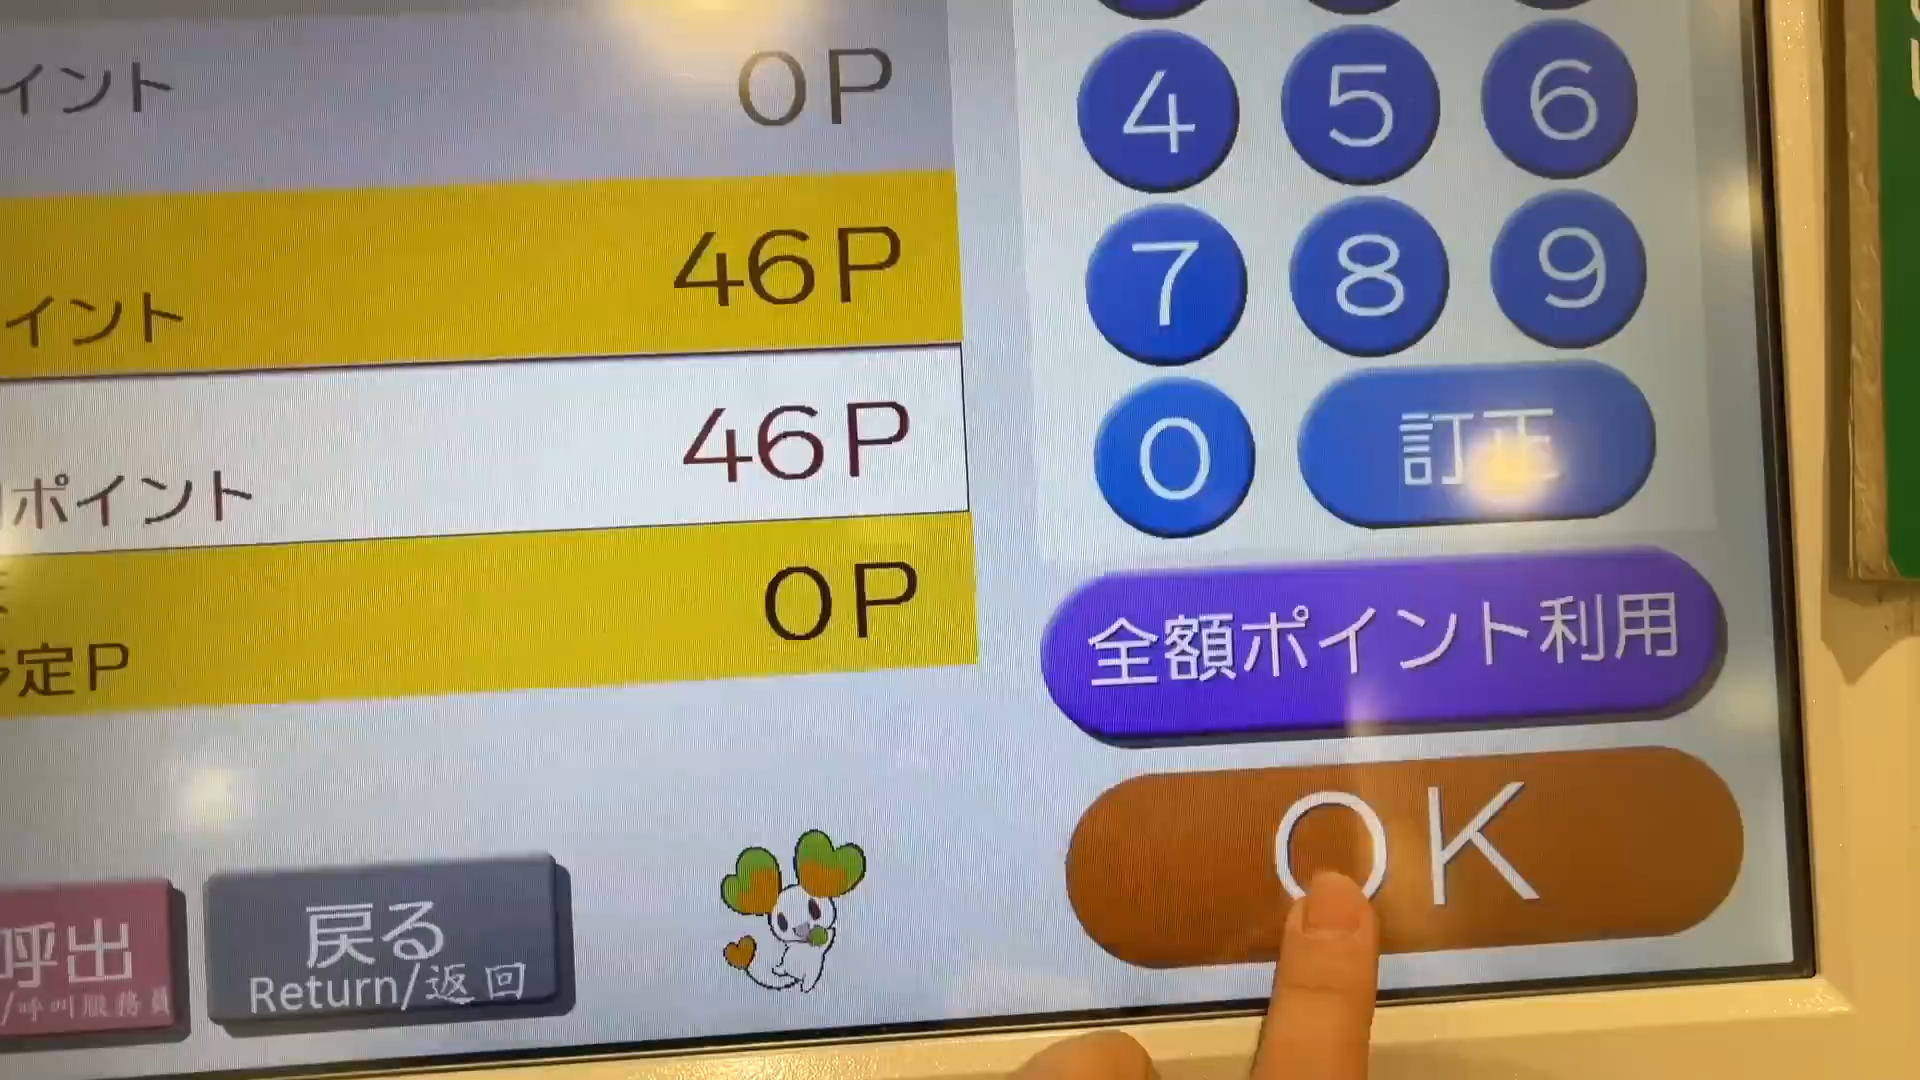 イント 0P
46P
イント
46P
ポイント
0P
定P
4 5 6
7 8 9
0 訂正
全額ポイント利用
OK
呼出
/呼叫服務員
戻る
Return/返回